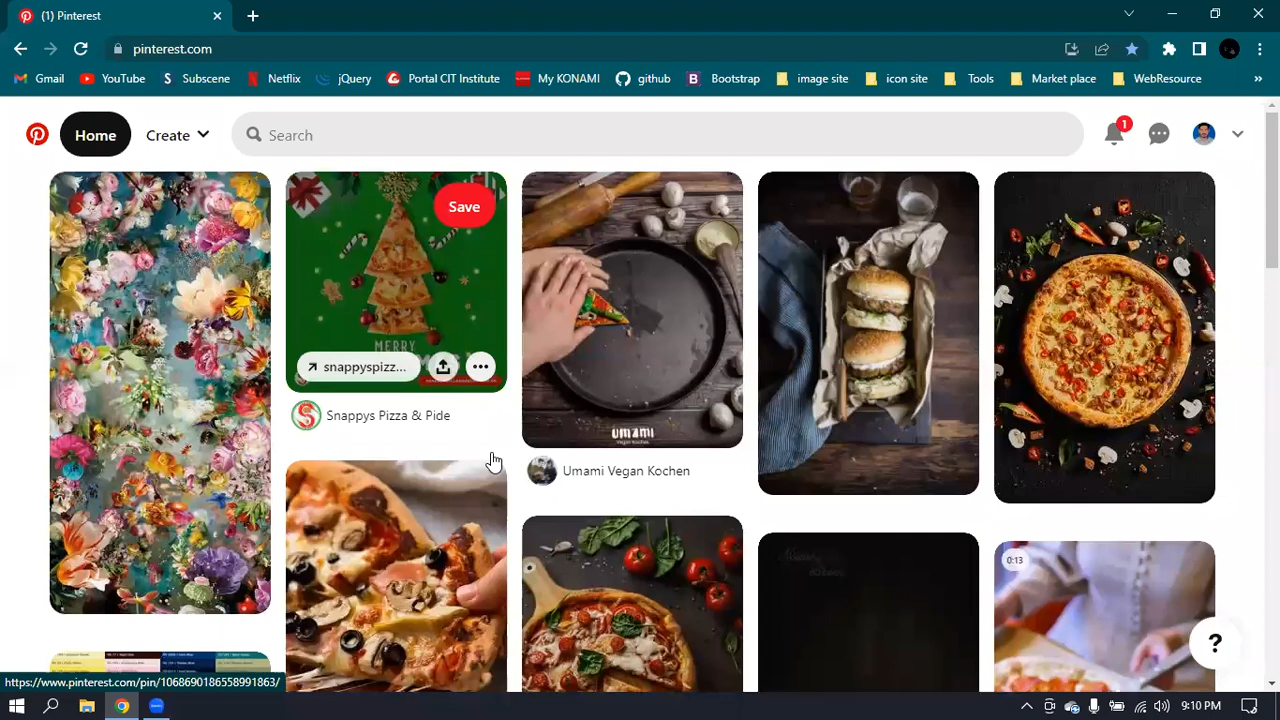 (1) Pinterest
pinterest.com
Gmail YouTube Subscene Netflix jQuery Portal CIT Institute My KONAMI github Bootstrap image site icon site Tools Market place WebResource »
Home Create Search 1
Save
MERRY
snappyspizz...
Snappys Pizza & Pide
umami
Vegan Kochen
Umami Vegan Kochen
0:13
?
https://www.pinterest.com/pin/1068690186558991863/
9:10 PM